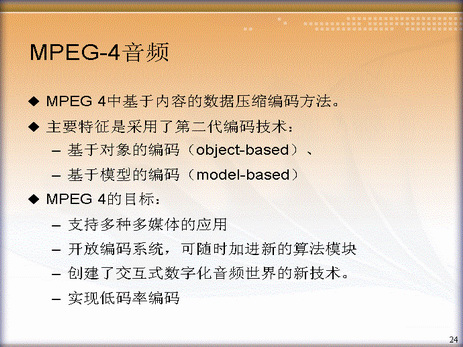 MPEG-4音频
◆ MPEG 4中基于内容的数据压缩编码方法。
◆ 主要特征是采用了第二代编码技术：
– 基于对象的编码（object-based）、
– 基于模型的编码（model-based）
◆ MPEG 4的目标：
– 支持多种多媒体的应用
– 开放编码系统，可随时加进新的算法模块
– 创建了交互式数字化音频世界的新技术。
– 实现低码率编码
24